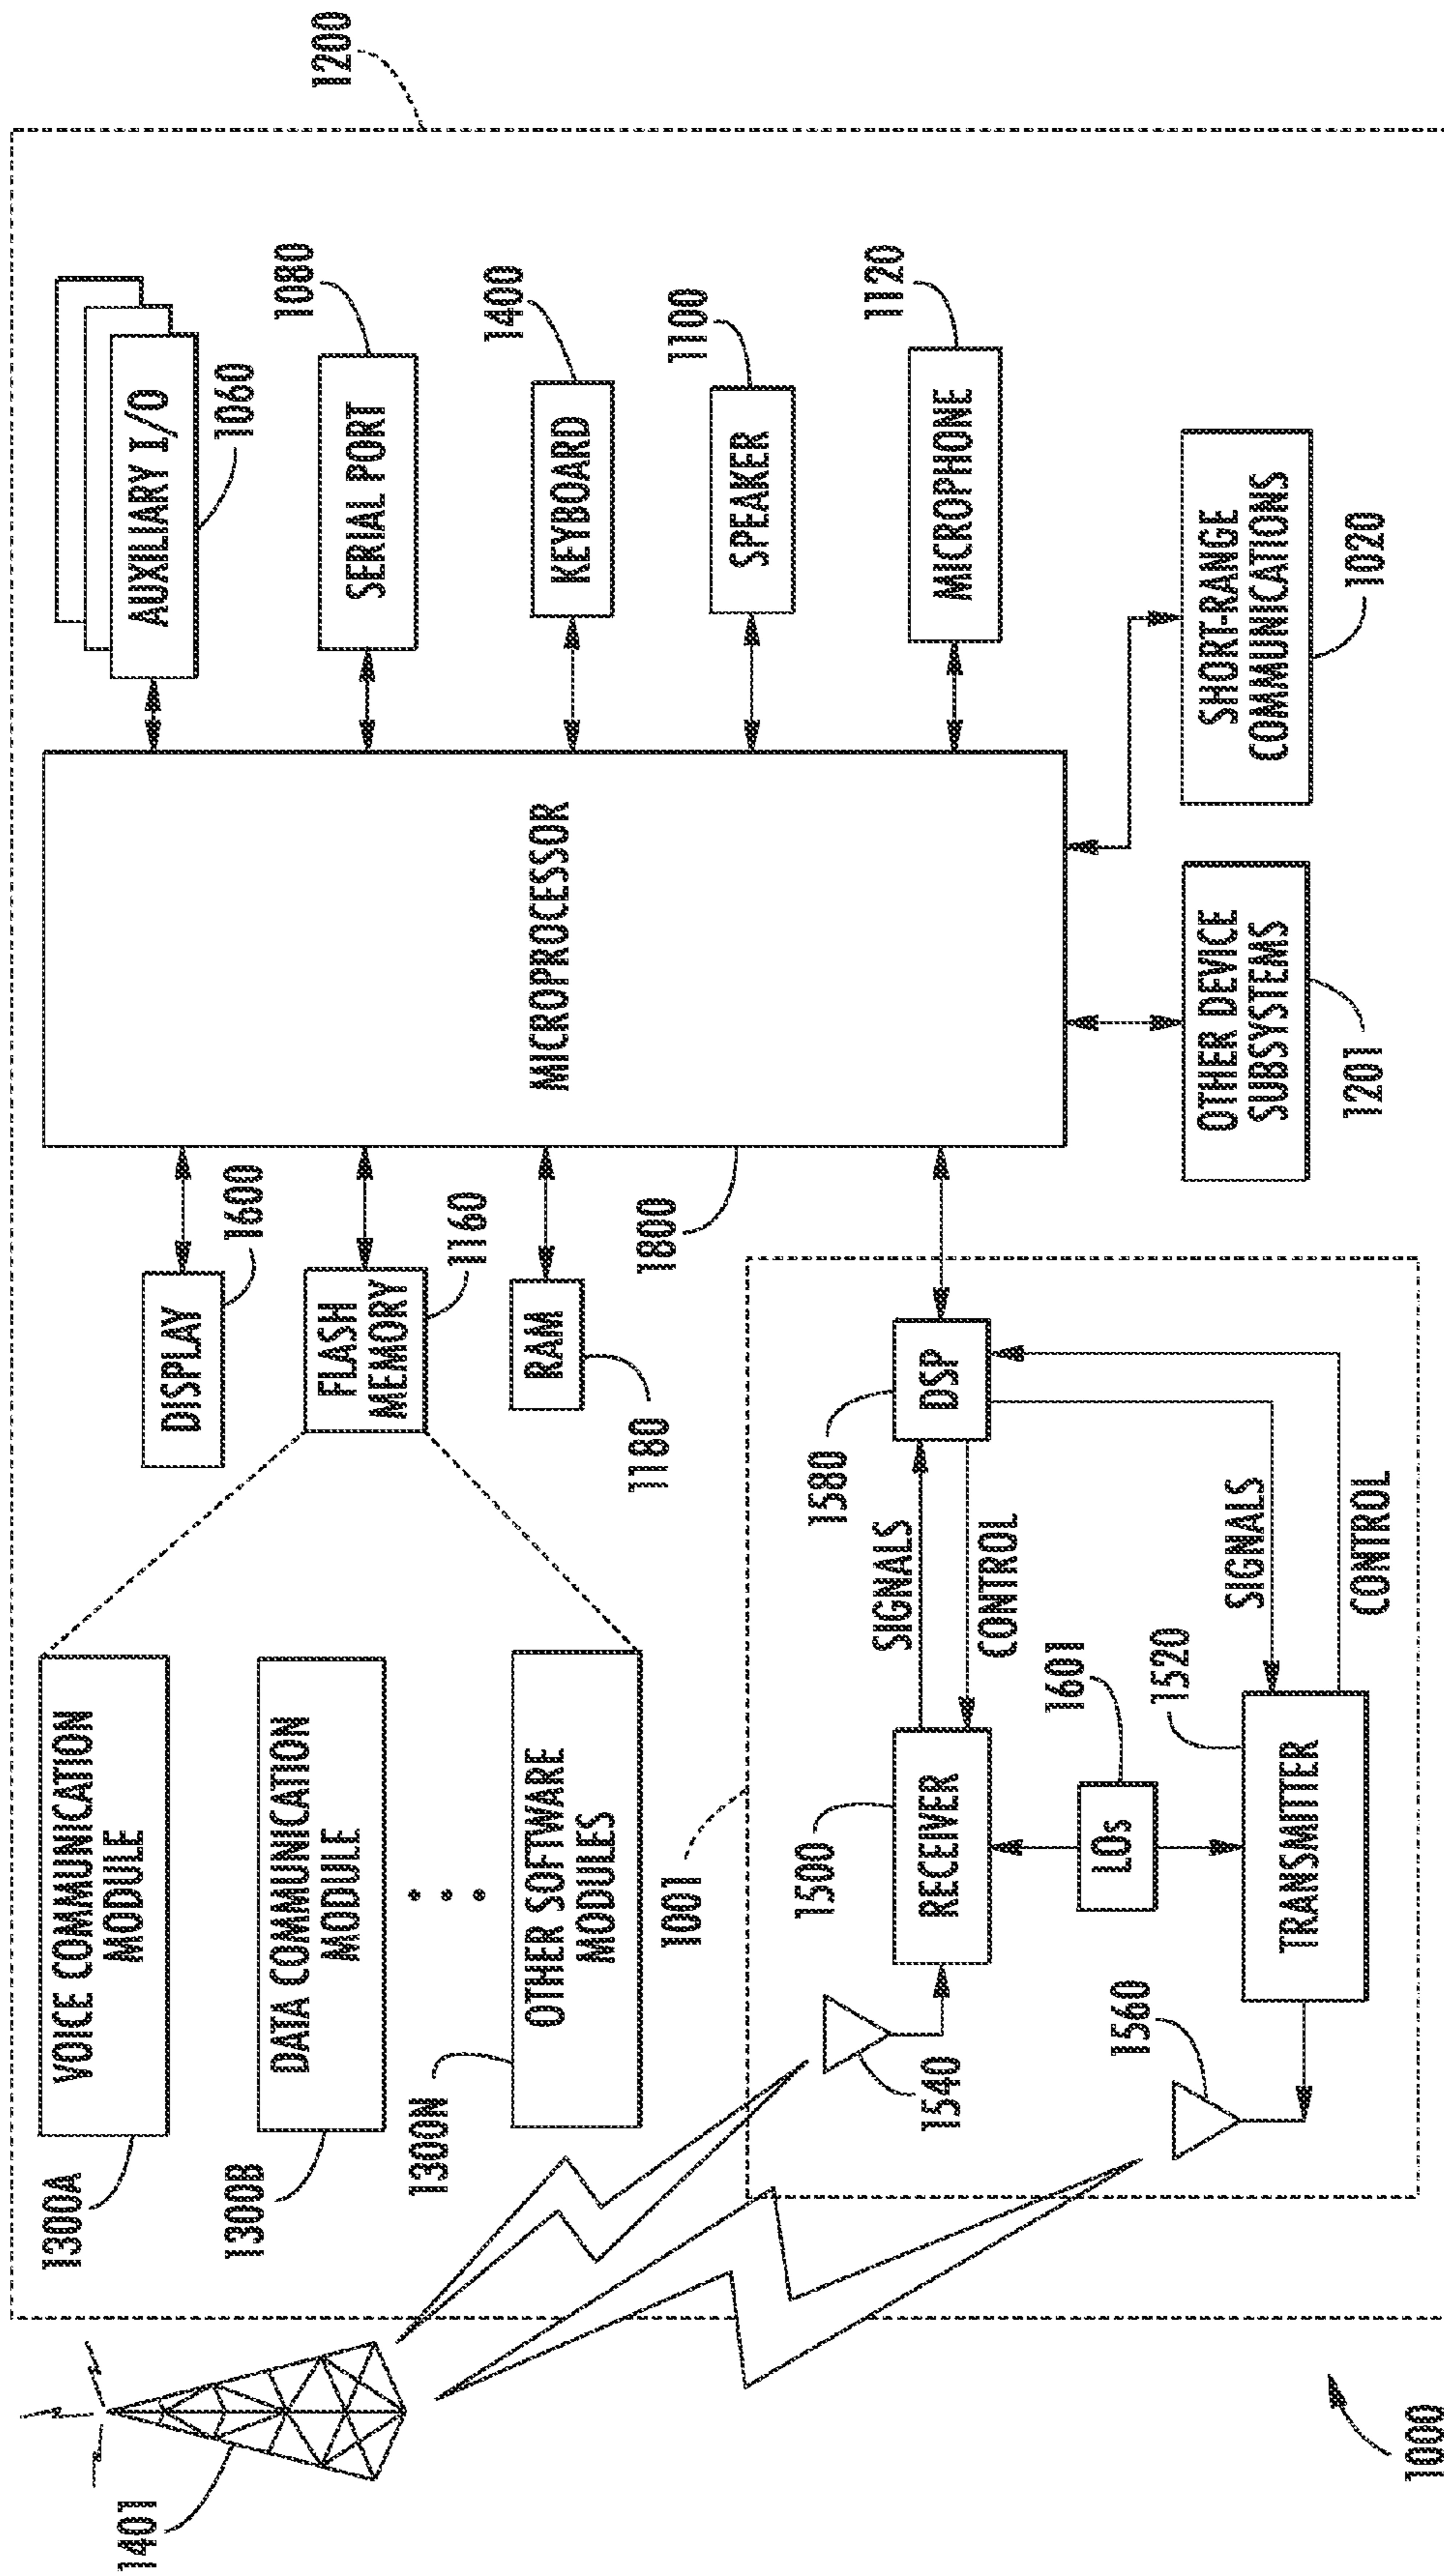 1000
1401
1200
1300A
VOICE COMMUNICATION
MODULE
1300B
DATA COMMUNICATION
MODULE
1300N
OTHER SOFTWARE
MODULES
DISPLAY
1600
FLASH
MEMORY
1160
RAM
1180
1800
MICROPROCESSOR
AUXILIARY I/O
1060
SERIAL PORT
1080
KEYBOARD
1400
SPEAKER
1100
MICROPHONE
1120
SHORT-RANGE
COMMUNICATIONS
1020
OTHER DEVICE
SUBSYSTEMS
1201
1001
1500
RECEIVER
1540
SIGNALS
CONTROL
1580
DSP
LOs
1601
1520
TRANSMITTER
1560
SIGNALS
CONTROL